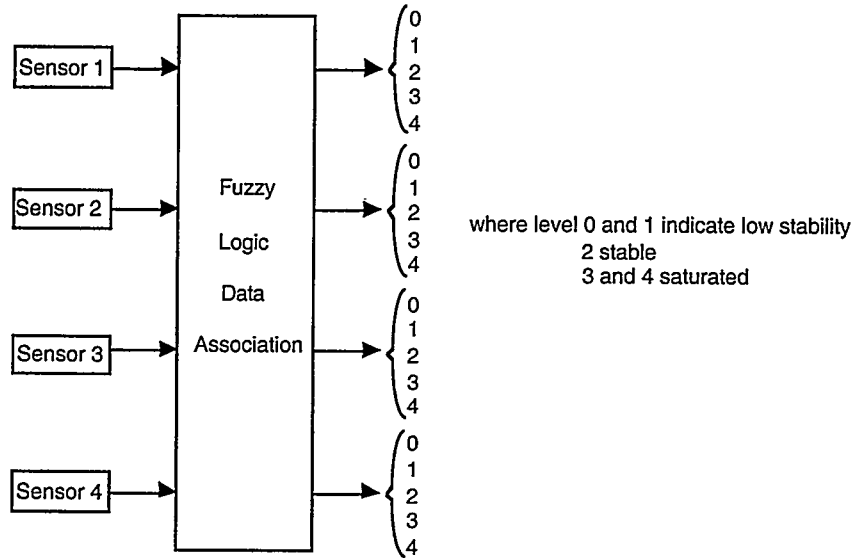 Sensor 1
0
1
2
3
4
Sensor 2
0
1
2
3
4
Fuzzy
Logic
Data
Association
where level 0 and 1 indicate low stability
2 stable
3 and 4 saturated
Sensor 3
0
1
2
3
4
Sensor 4
0
1
2
3
4